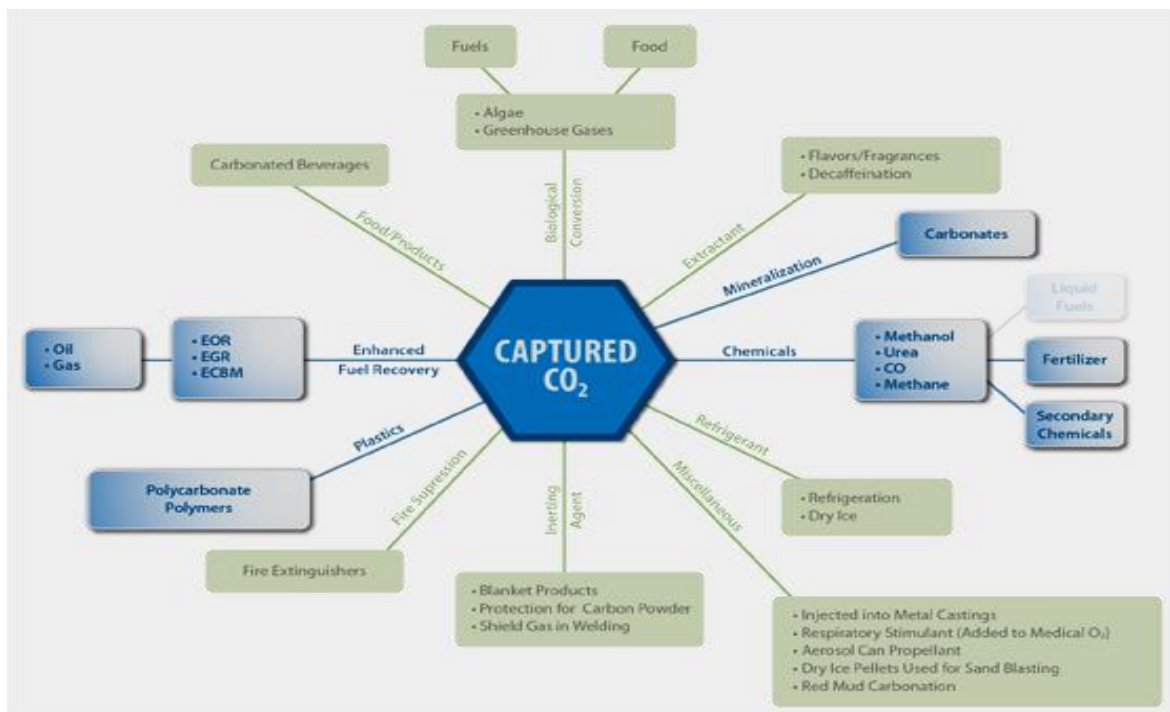 Fuels
Food
• Algae
• Greenhouse Gases
Carbonated Beverages
• Flavors/Fragrances
• Decaffeination
Food/Products
Biological
Conversion
Extractant
Mineralization
Carbonates
Liquid
Fuels
• Oil
• Gas
• EOR
• EGR
• ECBM
Enhanced
Fuel Recovery
CAPTURED
CO₂
Chemicals
• Methanol
• Urea
• CO
• Methane
Fertilizer
Secondary
Chemicals
Plastics
Polycarbonate
Polymers
Fire Supression
Inerting
Agent
Miscellaneous
Refrigerant
• Refrigeration
• Dry Ice
Fire Extinguishers
• Blanket Products
• Protection for Carbon Powder
• Shield Gas in Welding
• Injected into Metal Castings
• Respiratory Stimulant (Added to Medical O₂)
• Aerosol Can Propellant
• Dry Ice Pellets Used for Sand Blasting
• Red Mud Carbonation